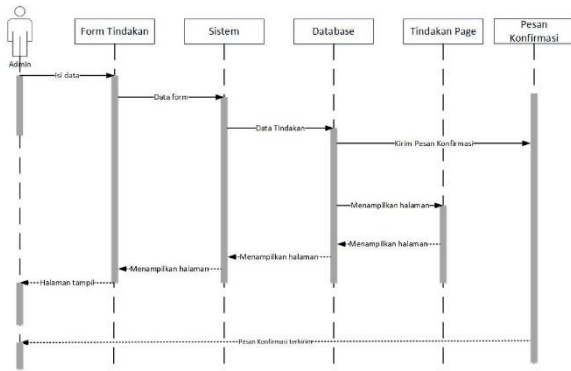 Form Tindakan
Sistem
Database
Tindakan Page
Pesan
Konfirmasi
Admin
Isi data
Data form
Data Tindakan
Kirim Pesan Konfirmasi
Menampilkan halaman
Menampilkan halaman
Menampilkan halaman
Menampilkan halaman
Halaman tampil
Pesan Konfirmasi terkirim